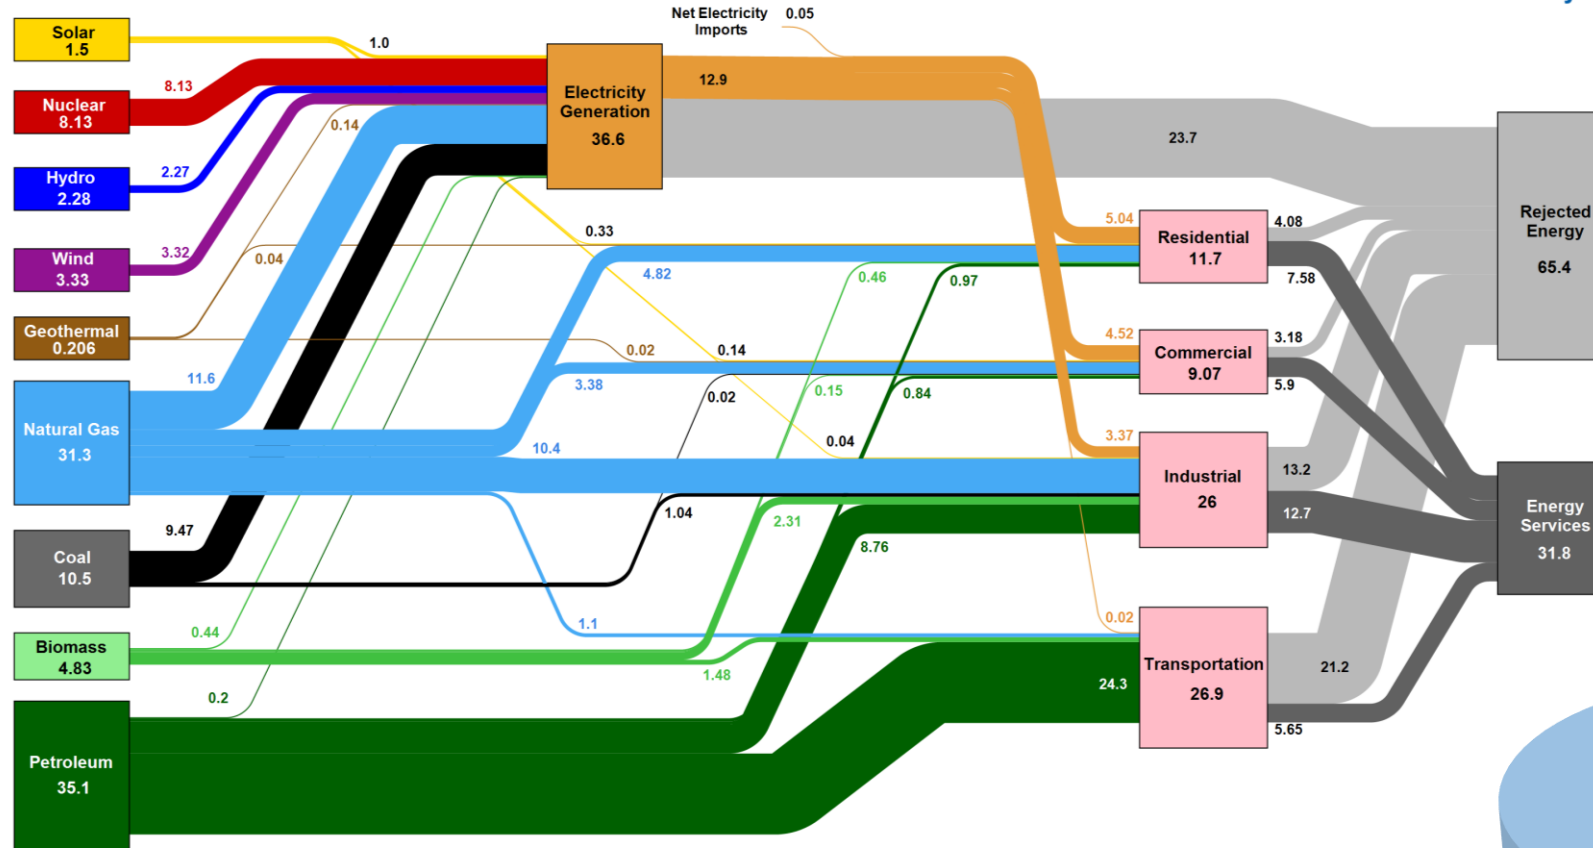 Net Electricity
Imports
0.05
Solar
1.5
1.0
Nuclear
8.13
8.13
Hydro
2.28
2.27
Wind
3.33
3.32
Geothermal
0.206
0.14
0.04
0.02
Natural Gas
31.3
11.6
4.82
3.38
10.4
1.1
Coal
10.5
9.47
0.02
1.04
Biomass
4.83
0.44
0.46
0.15
2.31
1.48
Petroleum
35.1
0.2
0.97
0.84
8.76
24.3
0.33
0.14
0.04
Electricity
Generation
36.6
12.9
23.7
5.04
4.52
3.37
0.02
Residential
11.7
4.08
7.58
Commercial
9.07
3.18
5.9
Industrial
26
13.2
12.7
Transportation
26.9
21.2
5.65
Rejected
Energy
65.4
Energy
Services
31.8